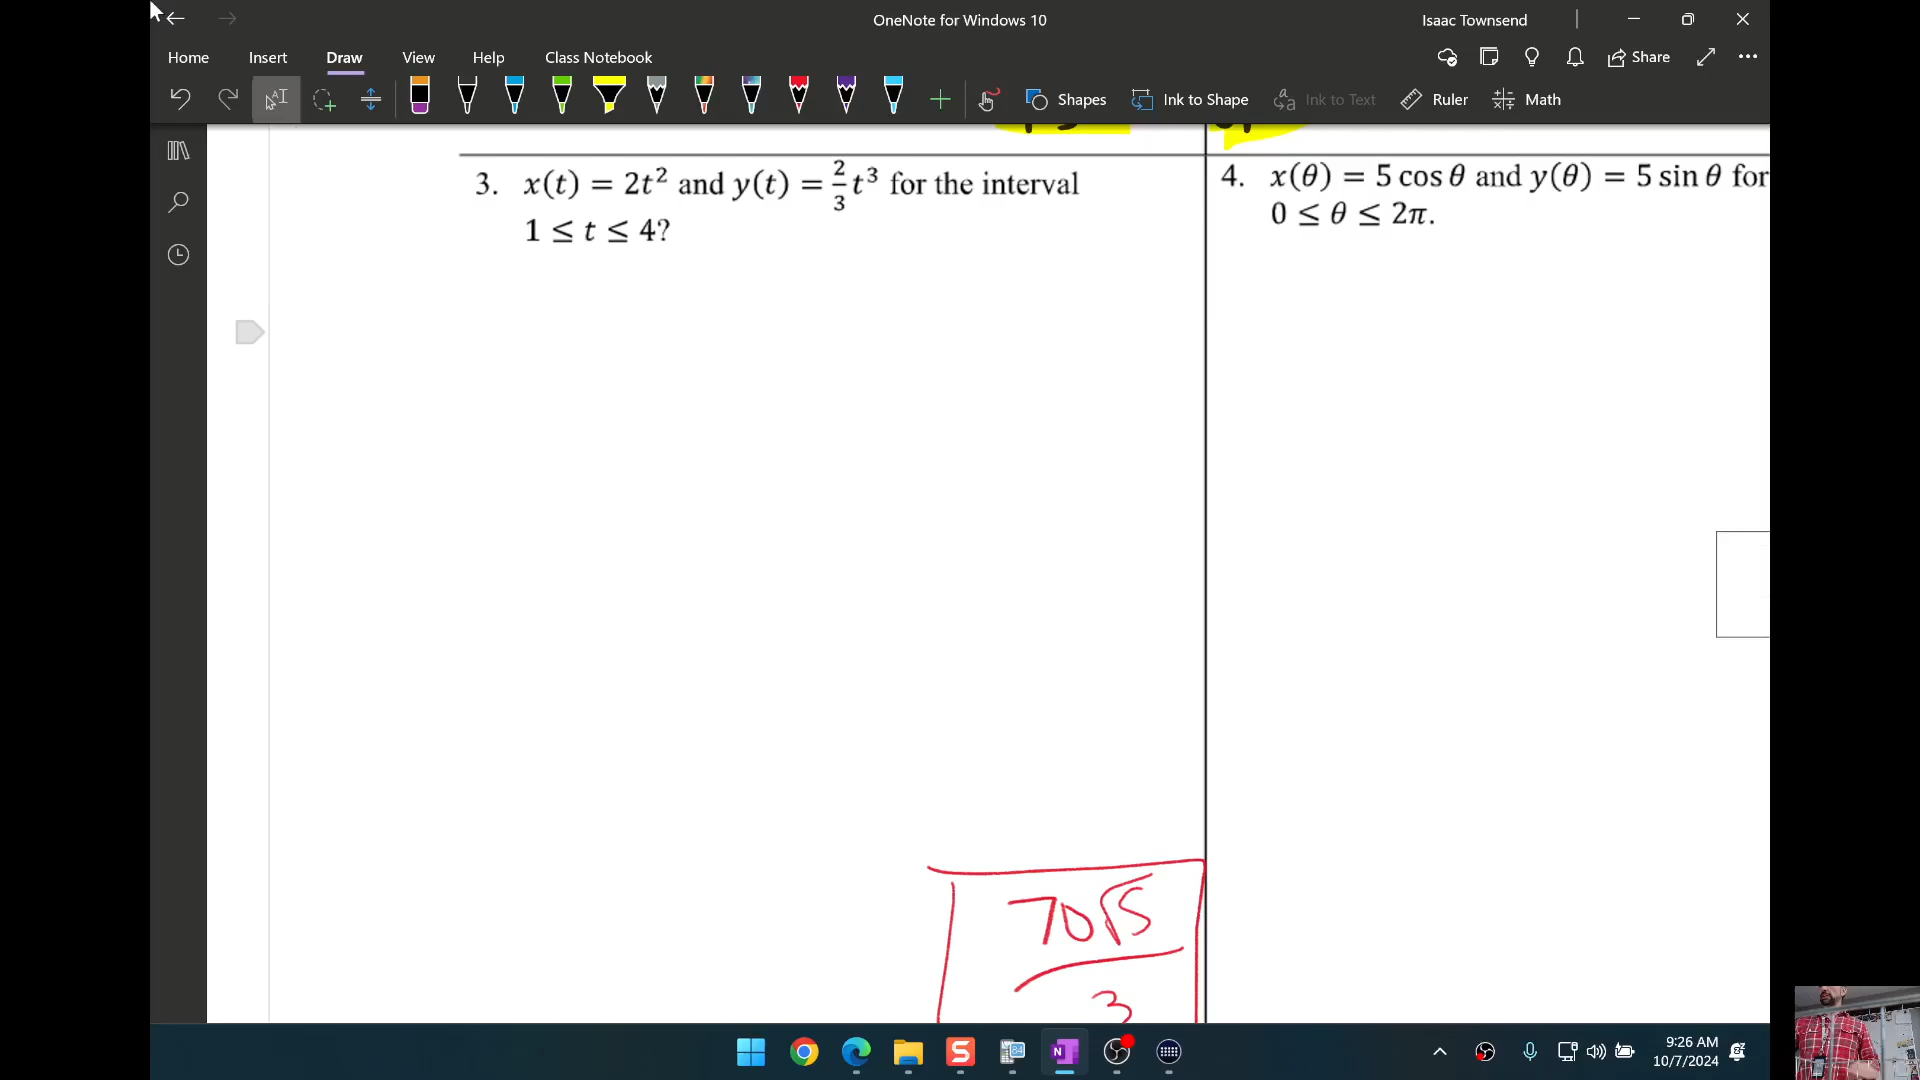 OneNote for Windows 10
Isaac Townsend
Home Insert Draw View Help Class Notebook
Share
Shapes Ink to Shape Ink to Text Ruler Math
3. x(t) = 2t² and y(t) = 2/3 t³ for the interval
1 ≤ t ≤ 4?
4. x(θ) = 5 cos θ and y(θ) = 5 sin θ for
0 ≤ θ ≤ 2π.
70√5
3
9:26 AM
10/7/2024